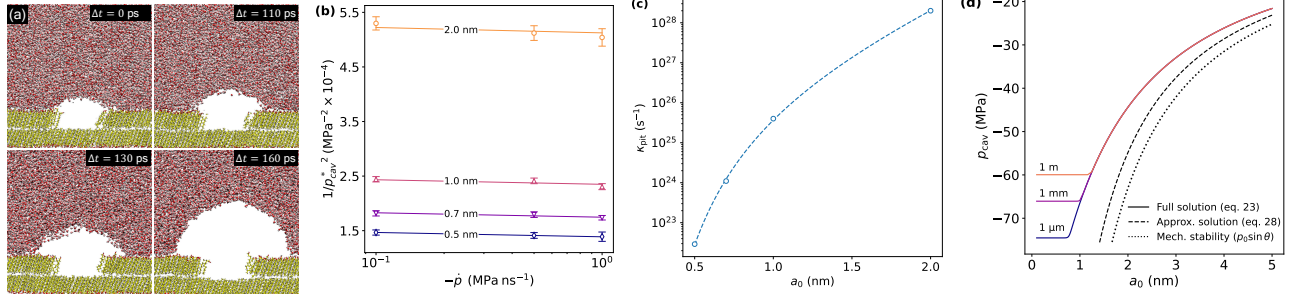 (a)
Δt = 0 ps
Δt = 110 ps
Δt = 130 ps
Δt = 160 ps
(b)
1/p*cav² (MPa⁻² × 10⁻⁴)
5.5
4.5
3.5
2.5
1.5
2.0 nm
1.0 nm
0.7 nm
0.5 nm
10⁻¹
10⁰
−ṗ (MPa ns⁻¹)
(c)
κpit (s⁻¹)
10²⁸
10²⁷
10²⁶
10²⁵
10²⁴
10²³
0.5
1.0
1.5
2.0
a₀ (nm)
(d)
pcav (MPa)
−20
−30
−40
−50
−60
−70
1 m
1 mm
1 μm
Full solution (eq. 23)
Approx. solution (eq. 28)
Mech. stability (p₀sin θ)
0
1
2
3
4
5
a₀ (nm)